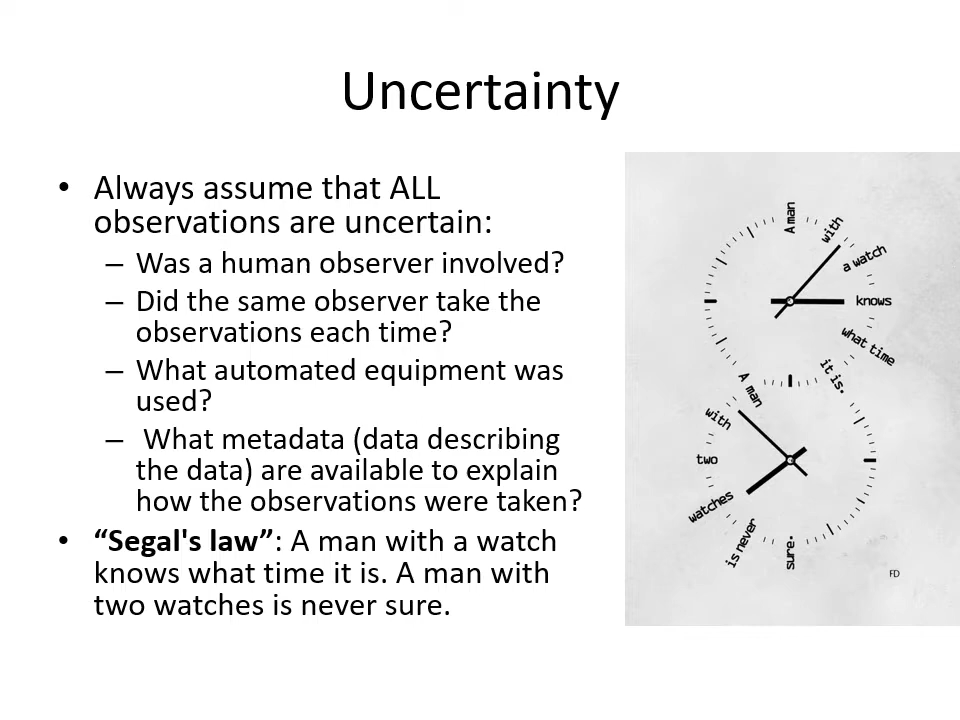 Uncertainty
• Always assume that ALL
observations are uncertain:
– Was a human observer involved?
– Did the same observer take the
observations each time?
– What automated equipment was
used?
– What metadata (data describing
the data) are available to explain
how the observations were taken?
• “Segal's law”: A man with a watch
knows what time it is. A man with
two watches is never sure.
A man
with
a watch
knows
what time
it is.
A man
with
two
watches
is never
sure.
FD